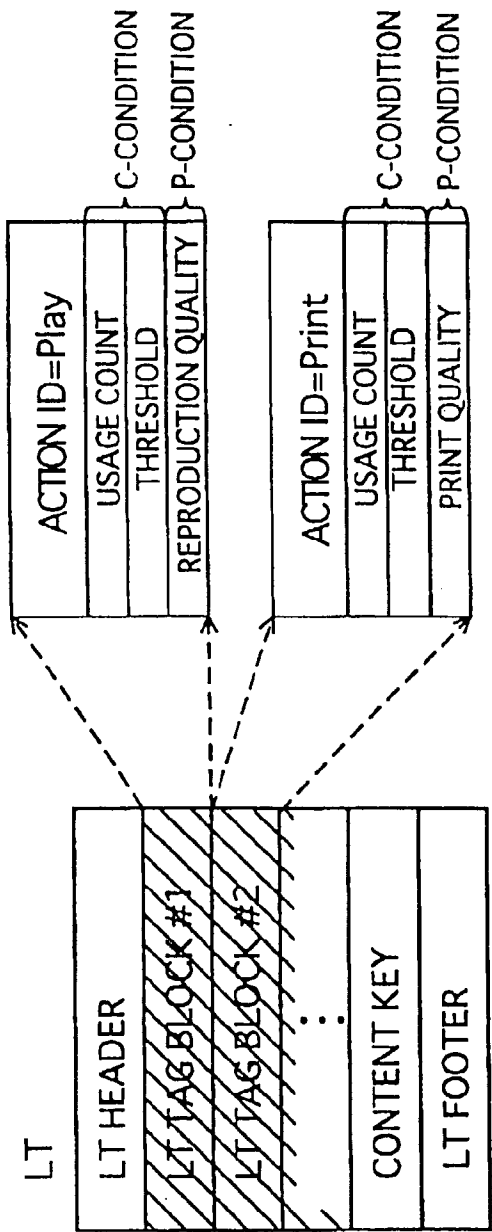 LT
LT HEADER
LT TAG BLOCK #1
LT TAG BLOCK #2
...
CONTENT KEY
LT FOOTER
ACTION ID=Play
USAGE COUNT
THRESHOLD
REPRODUCTION QUALITY
C-CONDITION
P-CONDITION
ACTION ID=Print
USAGE COUNT
THRESHOLD
PRINT QUALITY
C-CONDITION
P-CONDITION